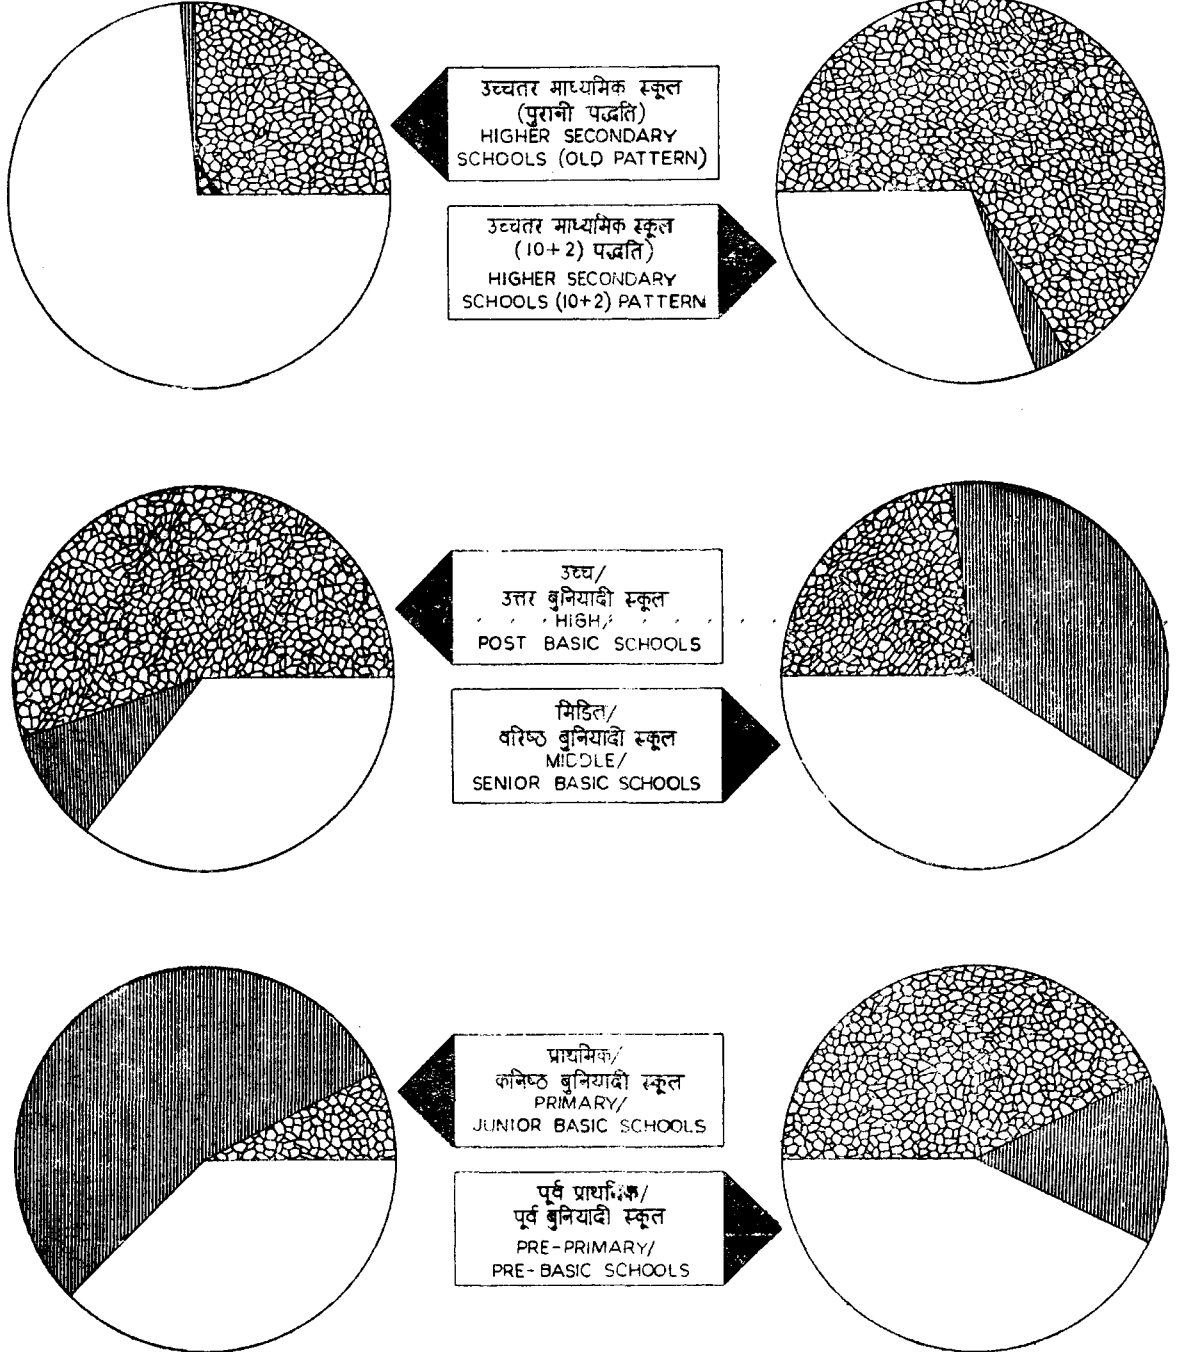 उच्चतर माध्यमिक स्कूल
(पुरानी पद्धति)
HIGHER SECONDARY
SCHOOLS (OLD PATTERN)
उच्चतर माध्यमिक स्कूल
(10+2) पद्धति)
HIGHER SECONDARY
SCHOOLS (10+2) PATTERN
उच्च/
उत्तर बुनियादी स्कूल
HIGH/
POST BASIC SCHOOLS
मिडित/
वरिष्ठ बुनियादी स्कूल
MIDDLE/
SENIOR BASIC SCHOOLS
प्राथमिक/
कनिष्ठ बुनियादी स्कूल
PRIMARY/
JUNIOR BASIC SCHOOLS
पूर्व प्राथमिक/
पूर्व बुनियादी स्कूल
PRE-PRIMARY/
PRE-BASIC SCHOOLS